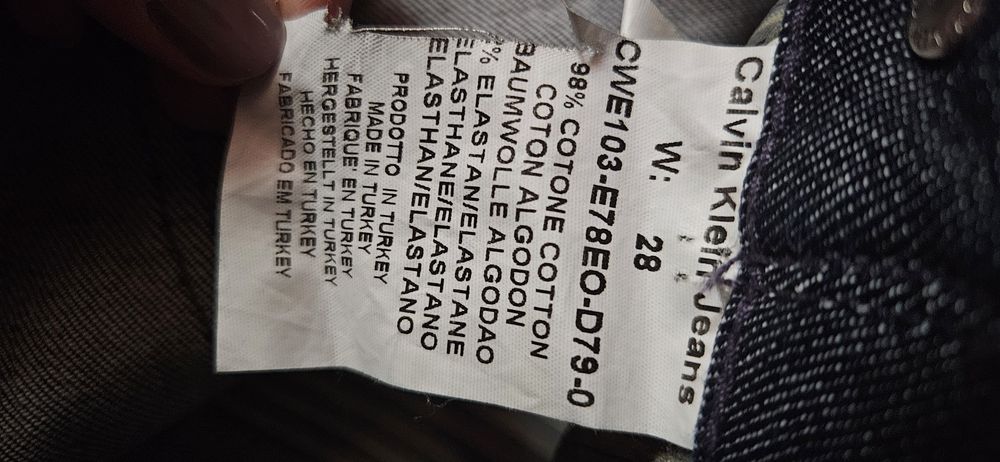 Calvin Klein Jeans
W: 28
CWE103-E78EO-D79-0
98% COTONE COTTON
COTON ALGODON
BAUMWOLLE ALGODAO
% ELASTAN/ELASTANE
ELASTHANE/ELASTANO
ELASTHAN/ELASTANO
PRODOTTO IN TURKEY
MADE IN TURKEY
FABRIQUE' EN TURKEY
HERGESTELLT IN TURKEY
HECHO EN TURKEY
FABRICADO EM TURKEY